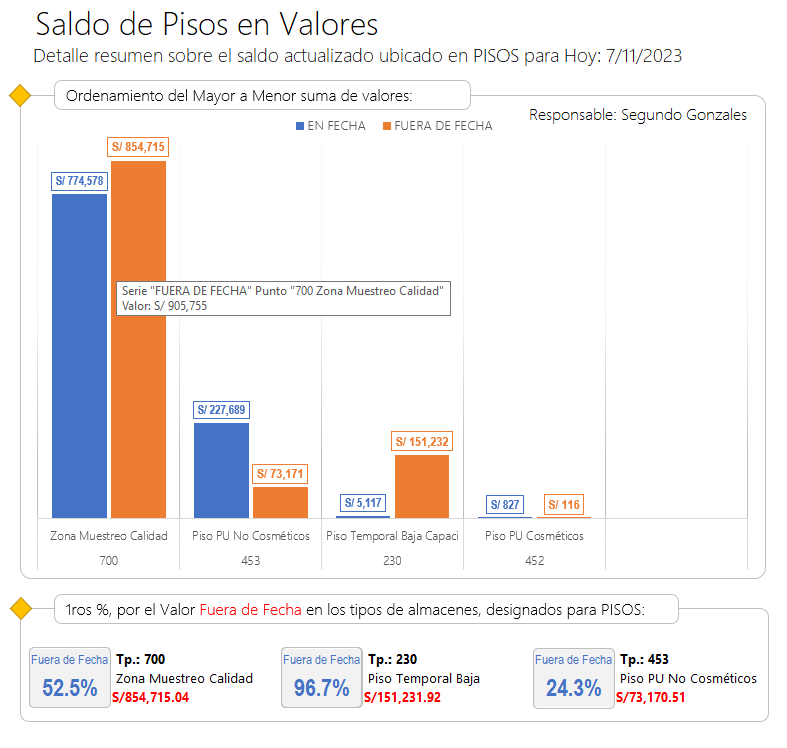 Saldo de Pisos en Valores
Detalle resumen sobre el saldo actualizado ubicado en PISOS para Hoy: 7/11/2023
Ordenamiento del Mayor a Menor suma de valores:
Responsable: Segundo Gonzales
EN FECHA FUERA DE FECHA
S/ 854,715
S/ 774,578
Serie "FUERA DE FECHA" Punto "700 Zona Muestreo Calidad"
Valor: S/ 905,755
S/ 227,689
S/ 151,232
S/ 73,171
S/ 5,117
S/ 827
S/ 116
Zona Muestreo Calidad Piso PU No Cosméticos Piso Temporal Baja Capaci Piso PU Cosméticos
700 453 230 452
1ros %, por el Valor Fuera de Fecha en los tipos de almacenes, designados para PISOS:
Fuera de Fecha
52.5%
Tp.: 700
Zona Muestreo Calidad
S/854,715.04
Fuera de Fecha
96.7%
Tp.: 230
Piso Temporal Baja
S/151,231.92
Fuera de Fecha
24.3%
Tp.: 453
Piso PU No Cosméticos
S/73,170.51